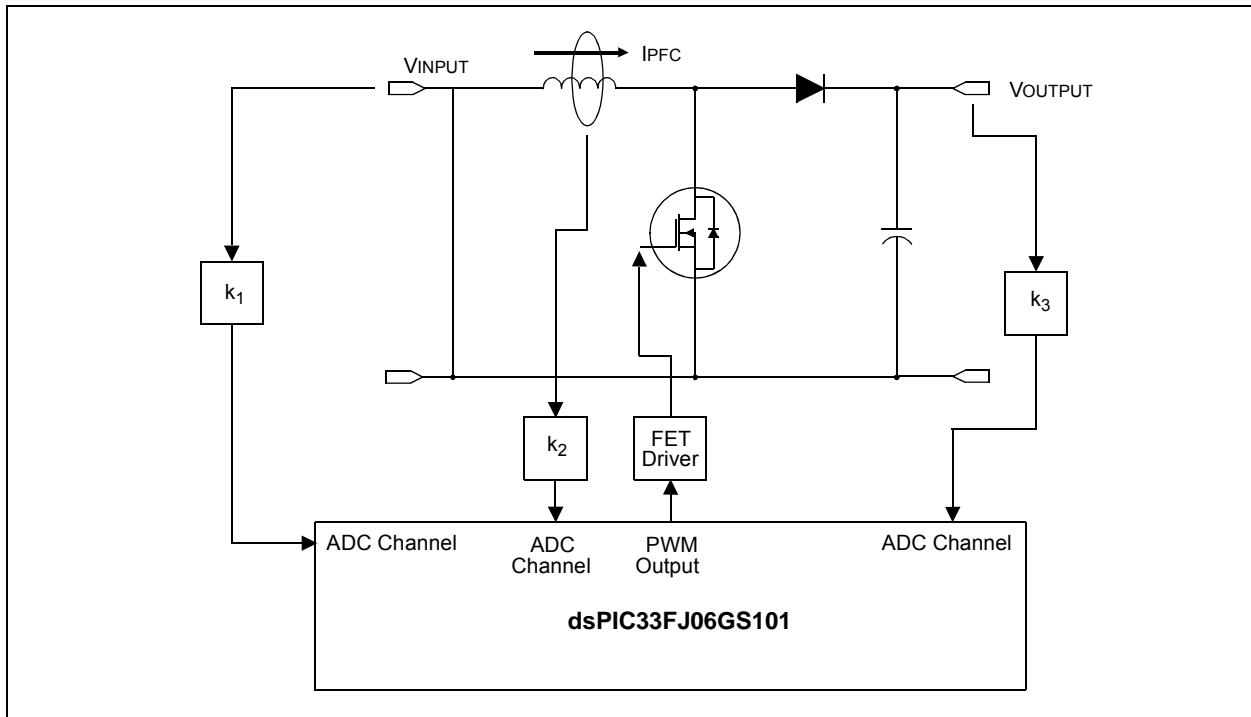 IPFC
VINPUT
VOUTPUT
k1
k3
k2
FET
Driver
ADC Channel
ADC
Channel
PWM
Output
ADC Channel
dsPIC33FJ06GS101